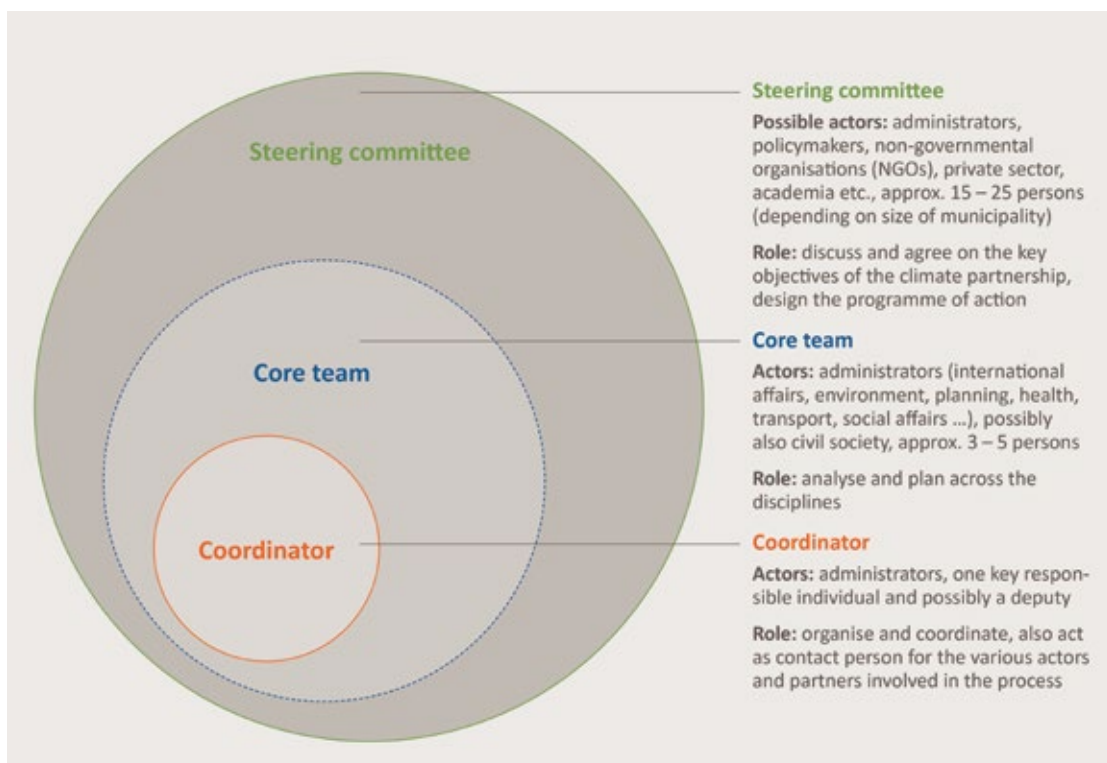 Steering committee
Core team
Coordinator
Steering committee
Possible actors: administrators,
policymakers, non-governmental
organisations (NGOs), private sector,
academia etc., approx. 15 – 25 persons
(depending on size of municipality)
Role: discuss and agree on the key
objectives of the climate partnership,
design the programme of action
Core team
Actors: administrators (international
affairs, environment, planning, health,
transport, social affairs ...), possibly
also civil society, approx. 3 – 5 persons
Role: analyse and plan across the
disciplines
Coordinator
Actors: administrators, one key respon-
sible individual and possibly a deputy
Role: organise and coordinate, also act
as contact person for the various actors
and partners involved in the process